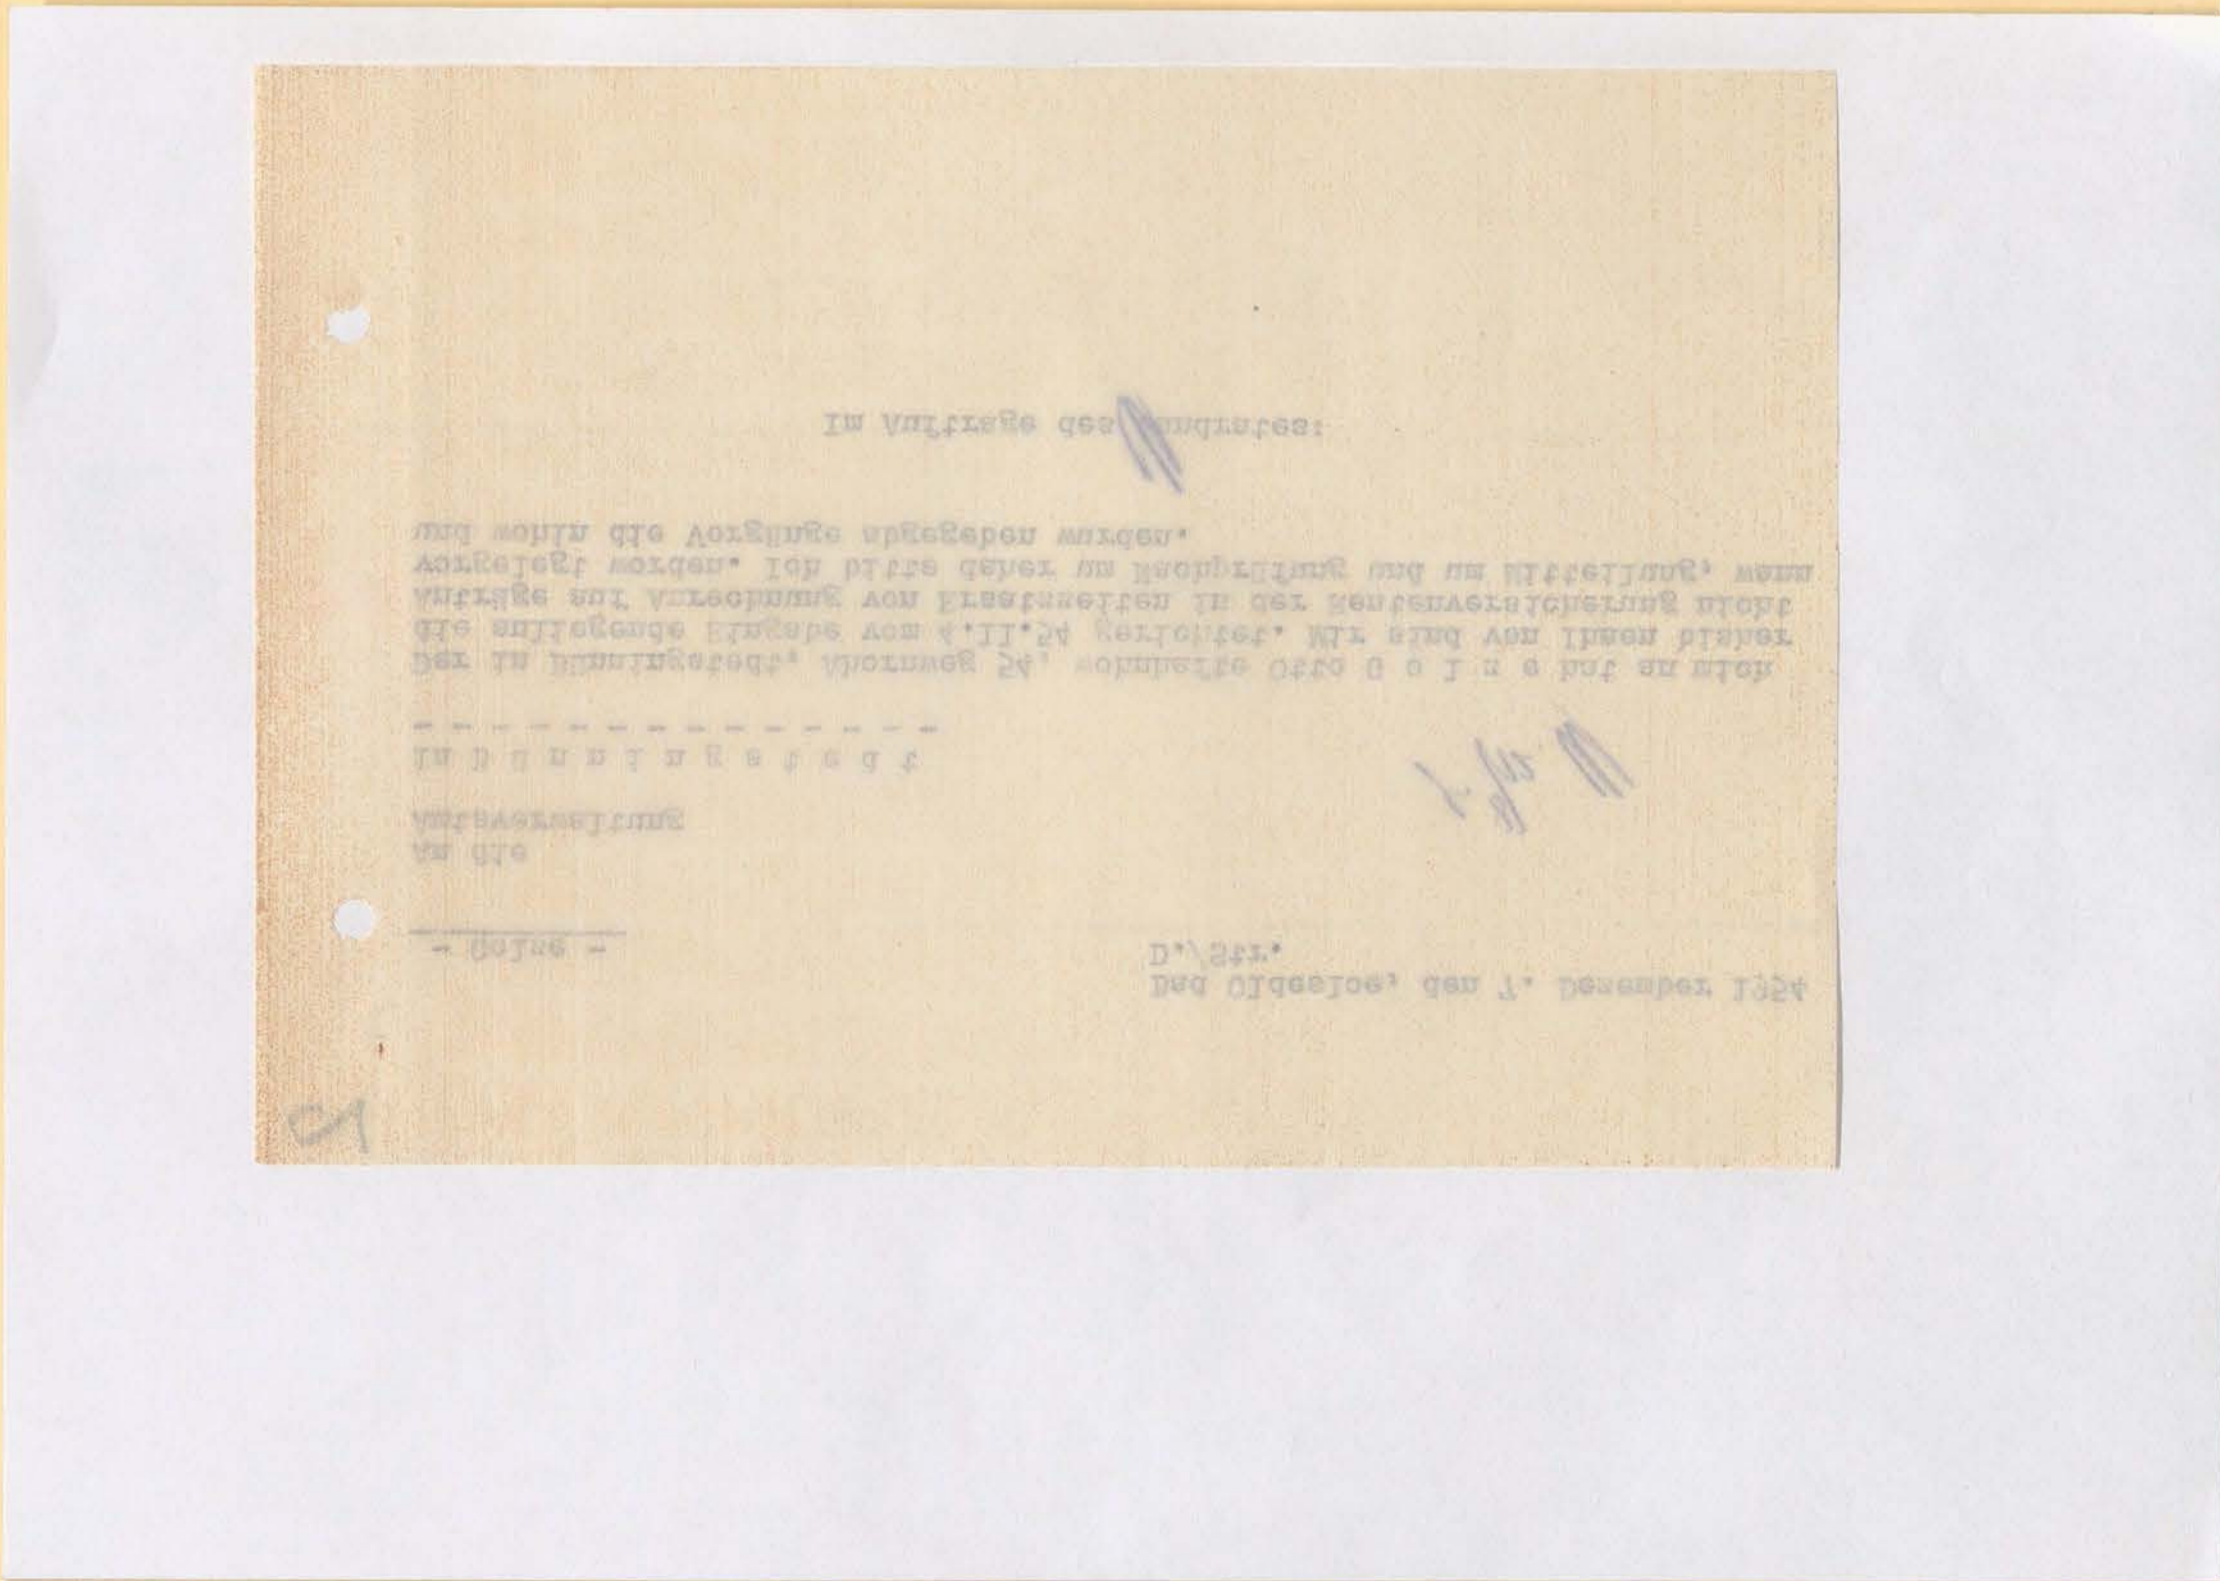 Bad Oldesloe, den 7. Dezember 1954
D./Str.
- Golze -
An die
Amtsverwaltung
in B ü n n i n g s t e d t
- - - - - - - - - - - - - -
Der in Bünningstedt, Ahornweg 54, wohnhafte Otto G o l z e hat an mich
die anliegende Eingabe vom 4.11.54 gerichtet. Mir sind von Ihnen bisher
Anträge auf Anrechnung von Ersatzzeiten in der Rentenversicherung nicht
vorgelegt worden. Ich bitte daher um Nachprüfung und um Mitteilung, wann
und wohin die Vorgänge abgegeben wurden.
Im Auftrage des Landrates: